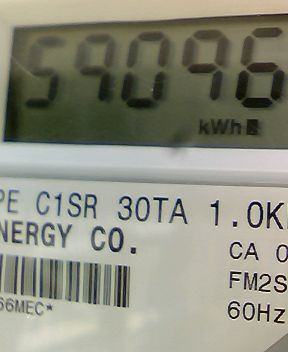 59096
kWh
PE C1SR 30TA 1.0K
NERGY CO.
CA 0
FM2S
66MEC*
60Hz